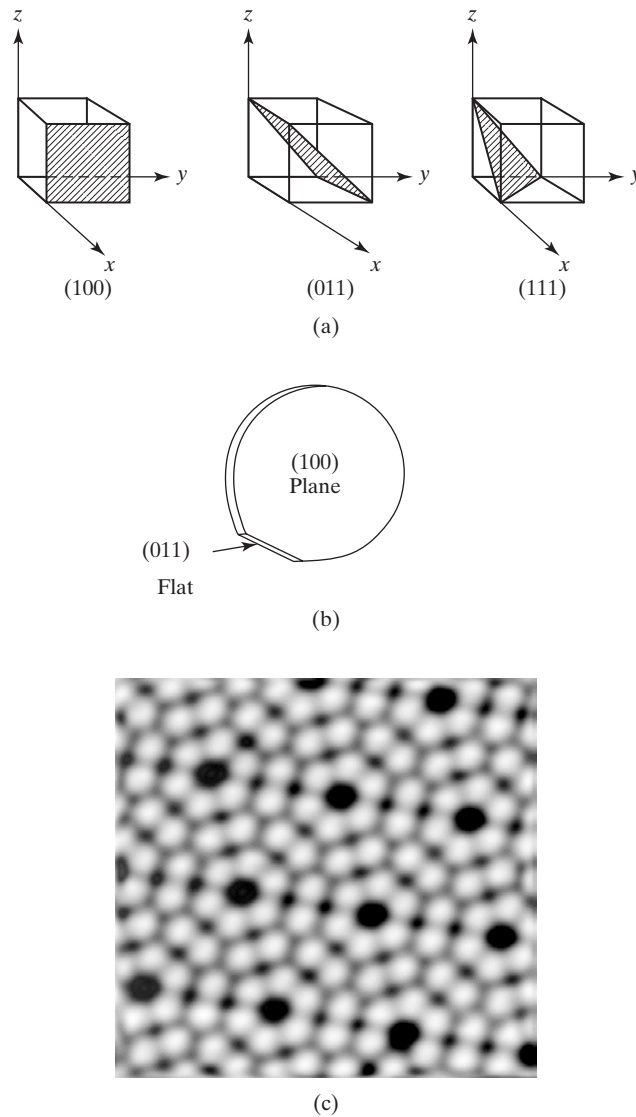 z z z
y y y
x x x
(100) (011) (111)
(a)
(100)
Plane
(011)
Flat
(b)
(c)